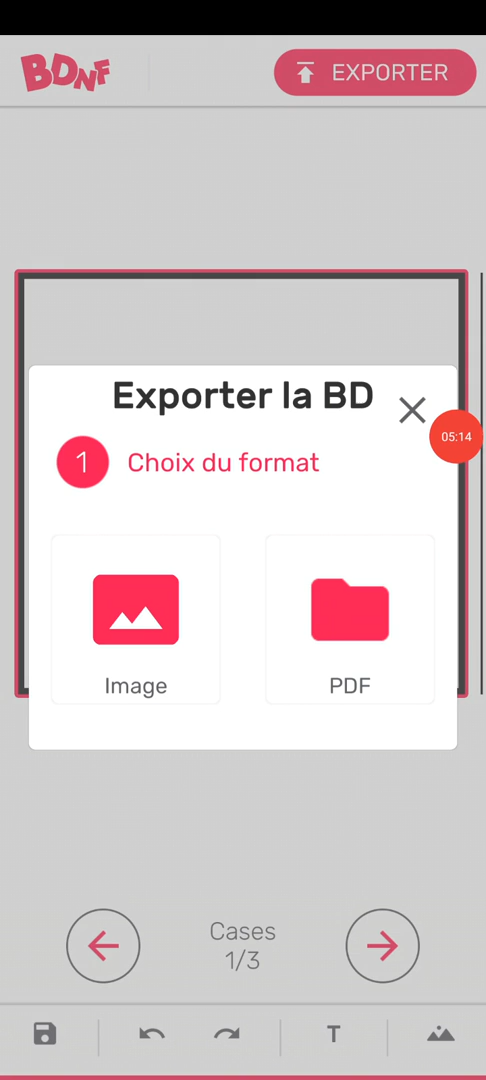 BDnF
EXPORTER
Exporter la BD
05:14
1 Choix du format
Image
PDF
Cases
1/3
T